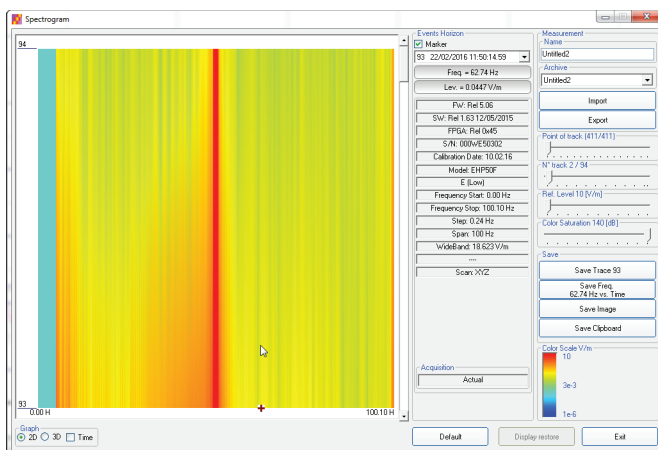 Spectrogram
94
93
0.00 H
100.10 H
Graph
2D
3D
Time
Events Horizon
Marker
93 22/02/2016 11:50:14.59
Freq. = 62.74 Hz
Lev. = 0.0447 V/m
FW: Rel 5.06
SW: Rel 1.63 12/05/2015
FPGA: Rel 0x45
S/N: 000WE50302
Calibration Date: 10.02.16
Model: EHP50F
E (Low)
Frequency Start: 0.00 Hz
Frequency Stop: 100.10 Hz
Step: 0.24 Hz
Span: 100 Hz
WideBand: 18.623 V/m
----
Scan: XYZ
Acquisition
Actual
Default
Display restore
Exit
Measurement
Name
Untitled2
Archive
Untitled2
Import
Export
Point of track (411/411)
N° track 2 / 94
Ref. Level 10 [V/m]
Color Saturation 140 [dB]
Save
Save Trace 93
Save Freq.
62.74 Hz vs. Time
Save Image
Save Clipboard
Color Scale V/m
10
3e-3
1e-6